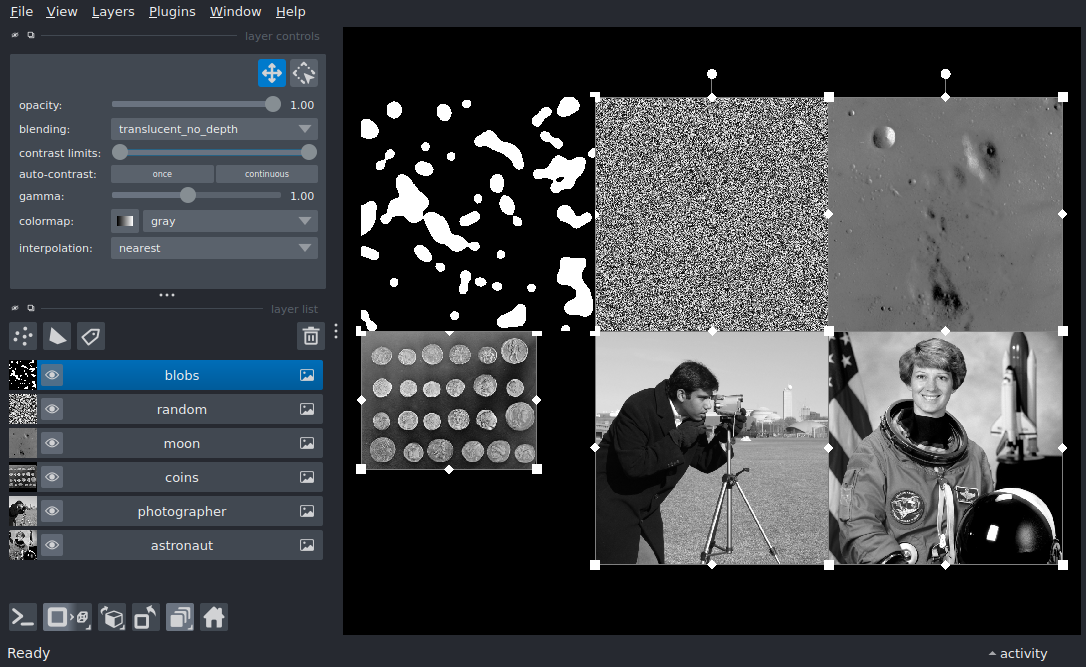 File View Layers Plugins Window Help
layer controls
opacity: 1.00
blending: translucent_no_depth
contrast limits:
auto-contrast: once continuous
gamma: 1.00
colormap: gray
interpolation: nearest
layer list
blobs
random
moon
coins
photographer
astronaut
Ready
activity